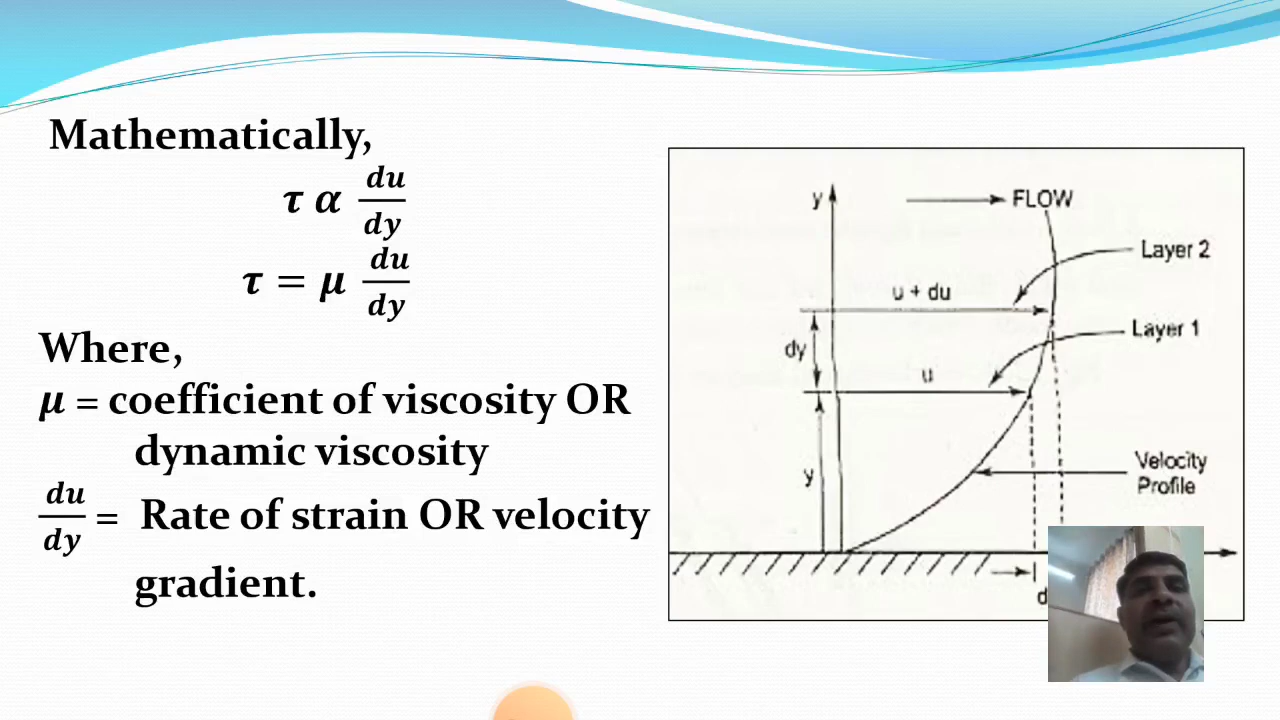 Mathematically,
τ α du/dy
τ = μ du/dy
Where,
μ = coefficient of viscosity OR
dynamic viscosity
du/dy = Rate of strain OR velocity
gradient.
y
FLOW
Layer 2
u + du
Layer 1
dy
u
Velocity
Profile
y